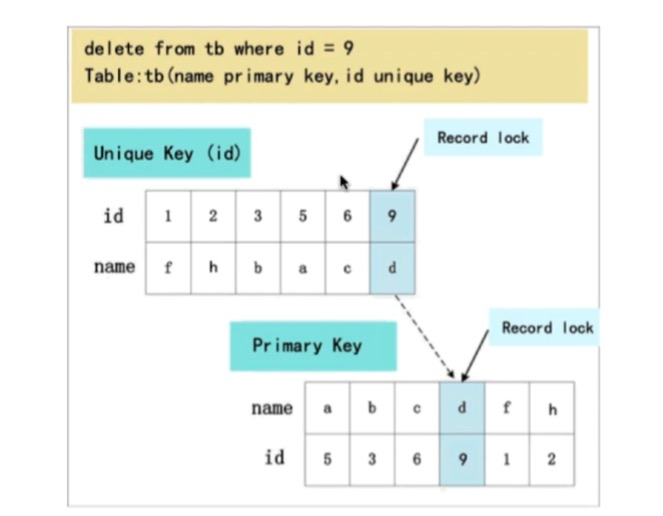 delete from tb where id = 9
Table:tb(name primary key,id unique key)
Record lock
Unique Key (id)
id 1 2 3 5 6 9
name f h b a c d
Record lock
Primary Key
name a b c d f h
id 5 3 6 9 1 2